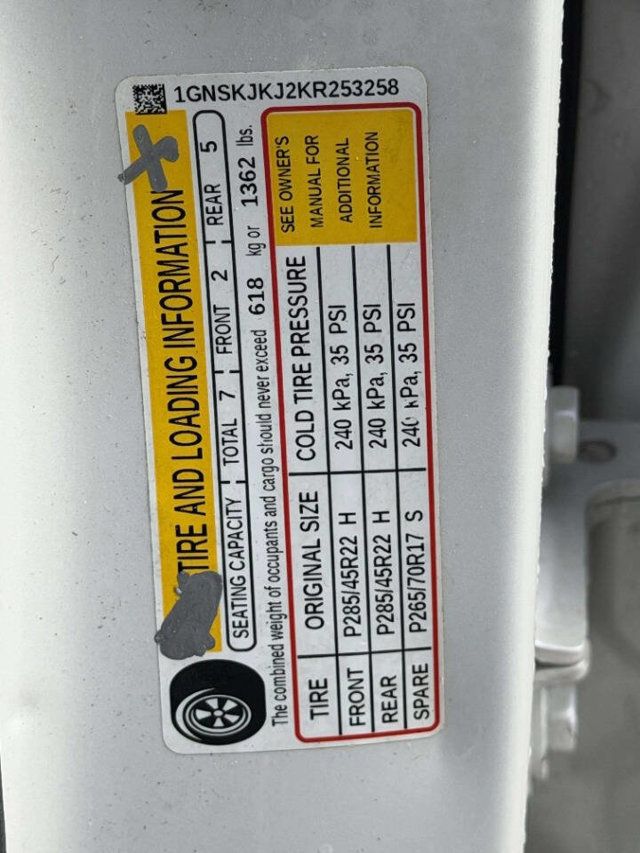 1GNSKJKJ2KR253258
TIRE AND LOADING INFORMATION
SEATING CAPACITY TOTAL 7 FRONT 2 REAR 5
The combined weight of occupants and cargo should never exceed 618 kg or 1362 lbs.
TIRE ORIGINAL SIZE COLD TIRE PRESSURE
FRONT P285/45R22 H 240 kPa, 35 PSI
REAR P285/45R22 H 240 kPa, 35 PSI
SPARE P265/70R17 S 240 kPa, 35 PSI
SEE OWNER'S
MANUAL FOR
ADDITIONAL
INFORMATION